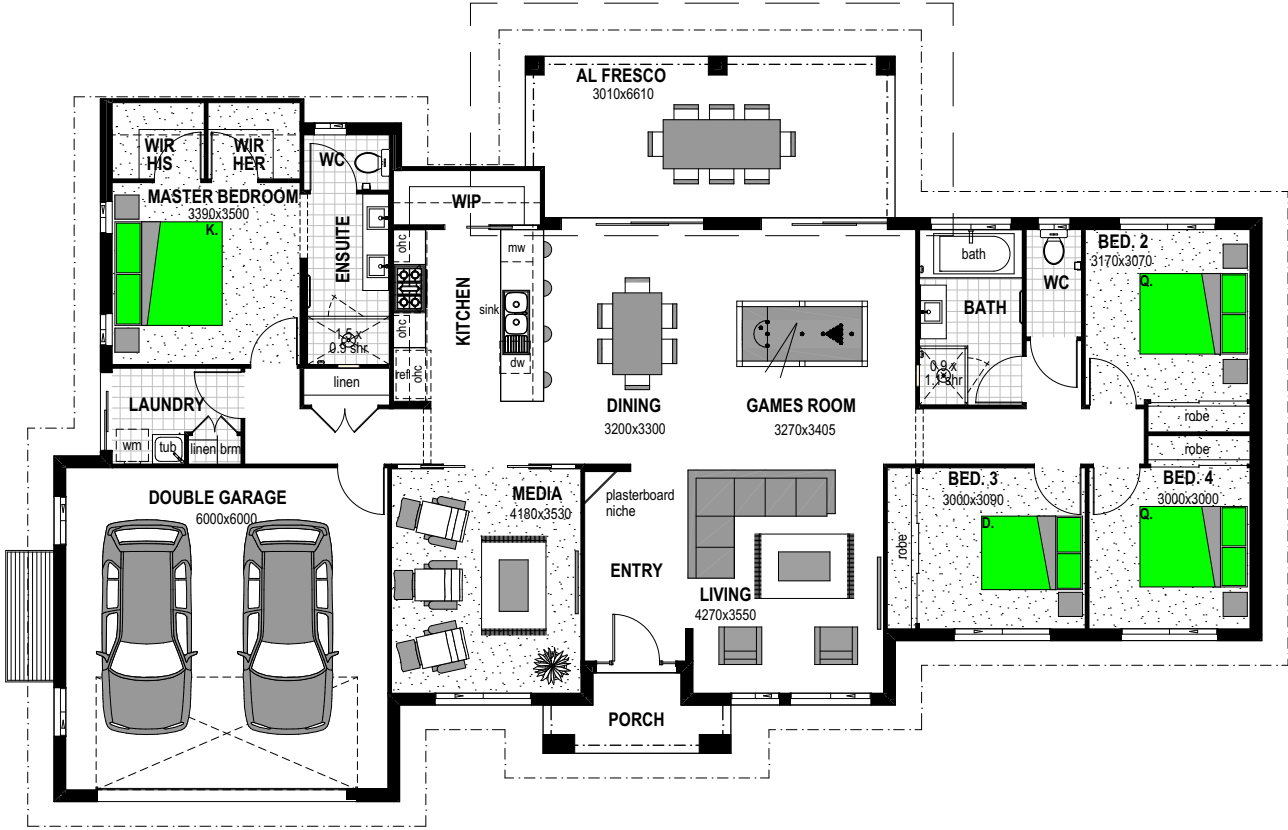 AL FRESCO
3010x6610
WIR
HIS
WIR
HER
WC
MASTER BEDROOM
3390x3500
K.
ENSUITE
1.5 x
0.9 shr
WIP
ohc
ohc
ref
ohc
KITCHEN
mw
sink
dw
linen
LAUNDRY
wm
tub
linen
brm
DINING
3200x3300
GAMES ROOM
3270x3405
bath
BATH
0.9 x
1.1 shr
WC
BED. 2
3170x3070
Q.
robe
robe
DOUBLE GARAGE
6000x6000
MEDIA
4180x3530
plasterboard
niche
ENTRY
LIVING
4270x3550
PORCH
robe
BED. 3
3000x3090
D.
BED. 4
3000x3000
Q.